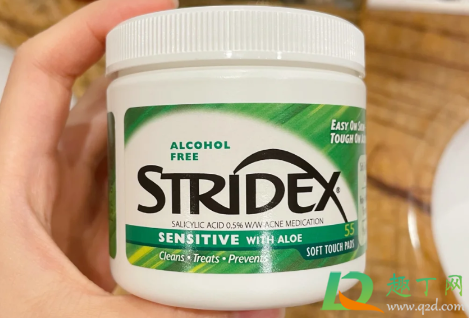 EASY ON
TOUGH ON
ALCOHOL
FREE
STRIDEX®
SALICYLIC ACID 0.5% W/W ACNE MEDICATION
55
SENSITIVE WITH ALOE
SOFT TOUCH PADS
Cleans • Treats • Prevents
趣丁网
www.q2d.com